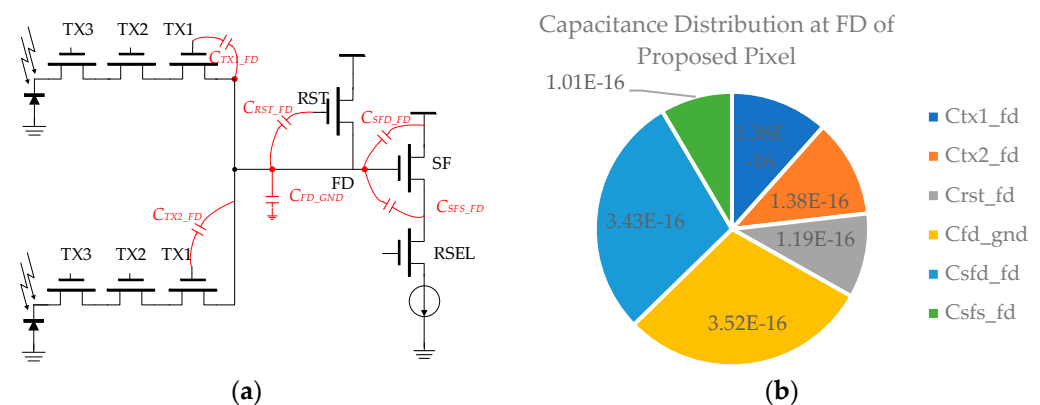 TX3 TX2 TX1
CTX1_FD
CRST_FD
RST
CSFD_FD
SF
FD
CFD_GND
CSFS_FD
CTX2_FD
TX3 TX2 TX1
RSEL
(a)
Capacitance Distribution at FD of
Proposed Pixel
1.01E-16
1.38E
-16
1.38E-16
1.19E-16
3.52E-16
3.43E-16
Ctx1_fd
Ctx2_fd
Crst_fd
Cfd_gnd
Csfd_fd
Csfs_fd
(b)